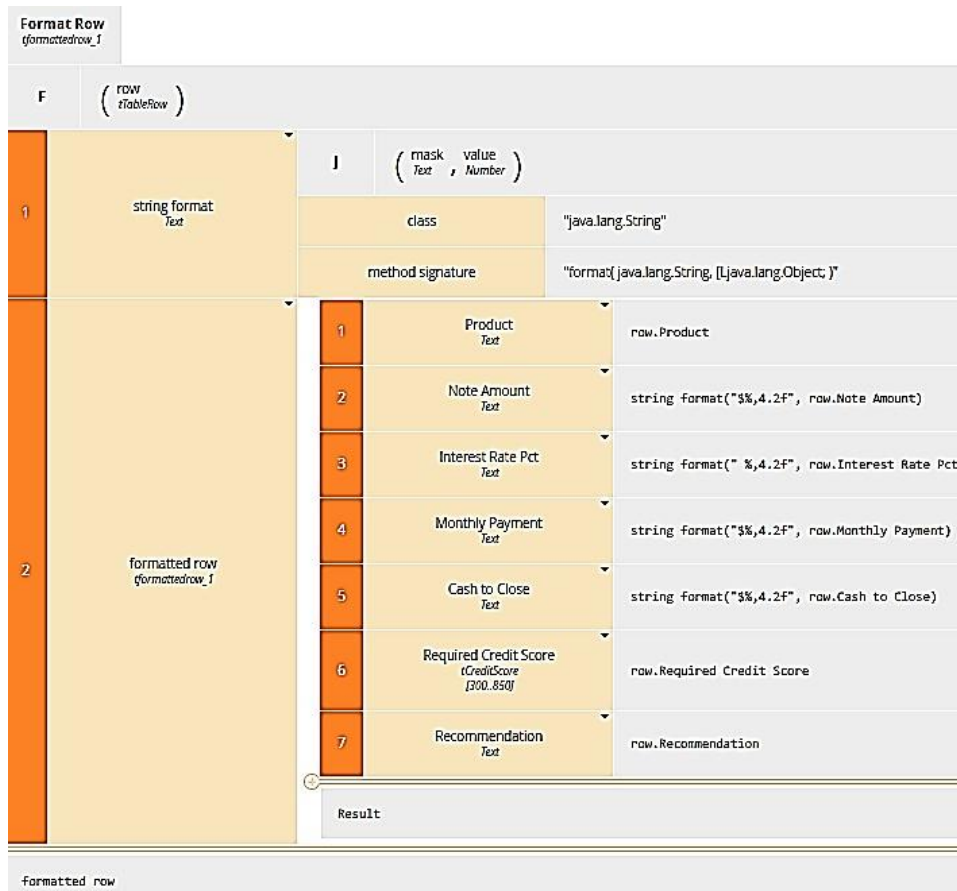 Format Row
tformattedrow_1
F
( row )
tTableRow
1
string format
Text
J
( mask , value )
Text Number
class
"java.lang.String"
method signature
"format( java.lang.String, [Ljava.lang.Object; )"
2
formatted row
tformattedrow_1
1
Product
Text
row.Product
2
Note Amount
Text
string format("$%,4.2f", row.Note Amount)
3
Interest Rate Pct
Text
string format(" %,4.2f", row.Interest Rate Pct
4
Monthly Payment
Text
string format("$%,4.2f", row.Monthly Payment)
5
Cash to Close
Text
string format("$%,4.2f", row.Cash to Close)
6
Required Credit Score
tCreditScore
[300..850]
row.Required Credit Score
7
Recommendation
Text
row.Recommendation
Result
formatted row